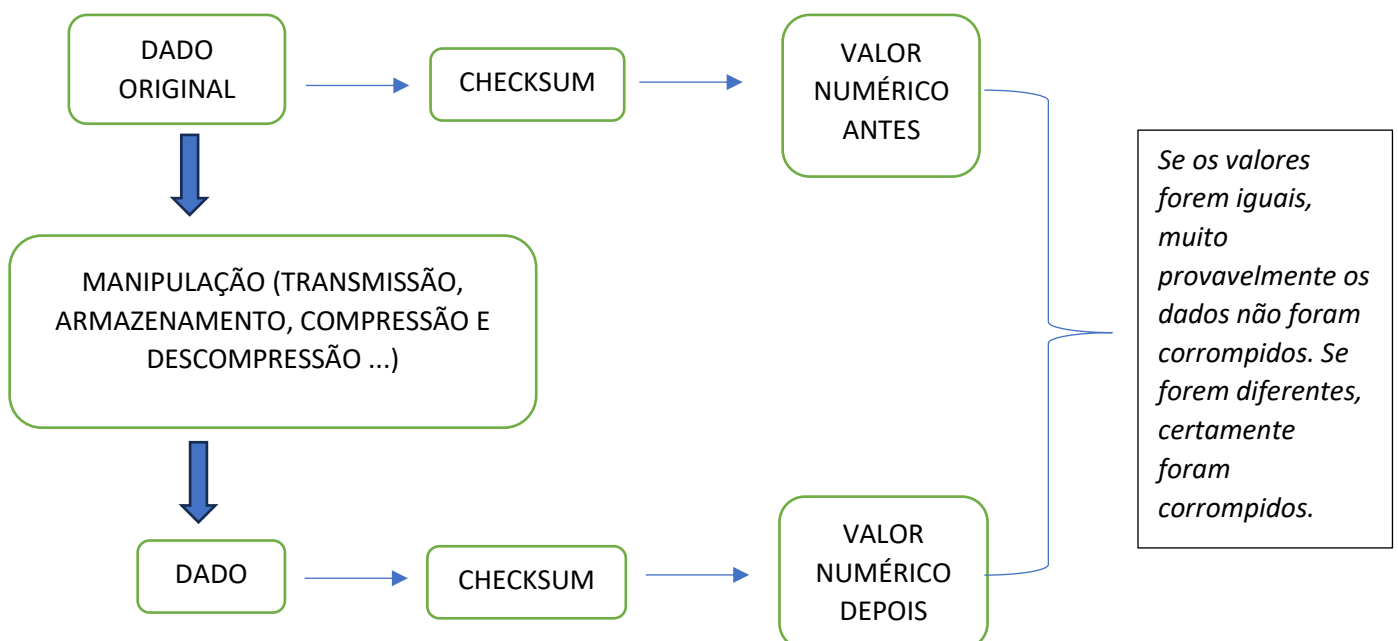 DADO
ORIGINAL
CHECKSUM
VALOR
NUMÉRICO
ANTES
MANIPULAÇÃO (TRANSMISSÃO,
ARMAZENAMENTO, COMPRESSÃO E
DESCOMPRESSÃO ...)
DADO
CHECKSUM
VALOR
NUMÉRICO
DEPOIS
Se os valores
forem iguais,
muito
provavelmente os
dados não foram
corrompidos. Se
forem diferentes,
certamente
foram
corrompidos.